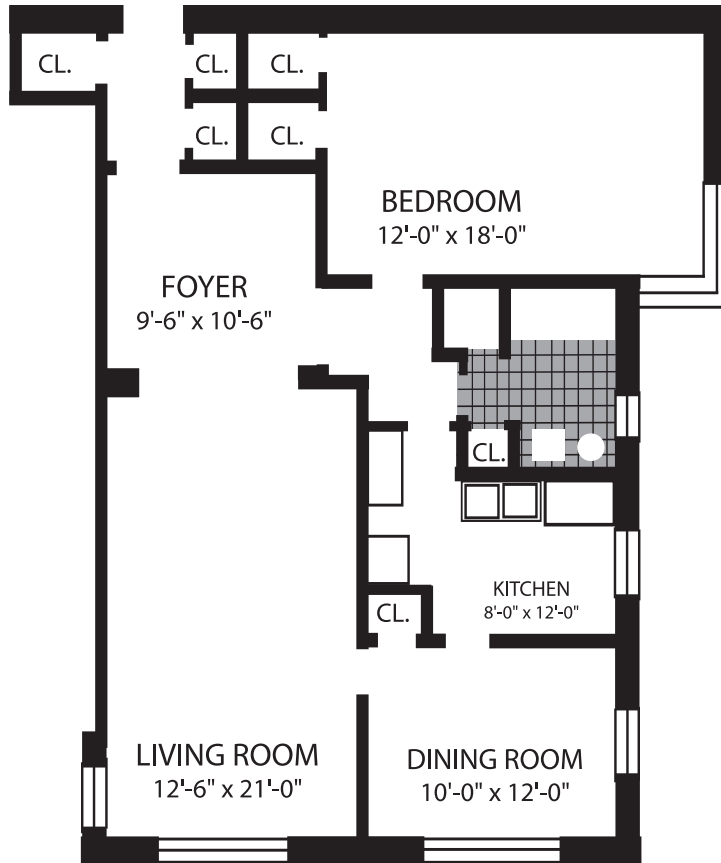 CL.
CL.
CL.
CL.
CL.
BEDROOM
12'-0" x 18'-0"
FOYER
9'-6" x 10'-6"
CL.
KITCHEN
8'-0" x 12'-0"
CL.
LIVING ROOM
12'-6" x 21'-0"
DINING ROOM
10'-0" x 12'-0"